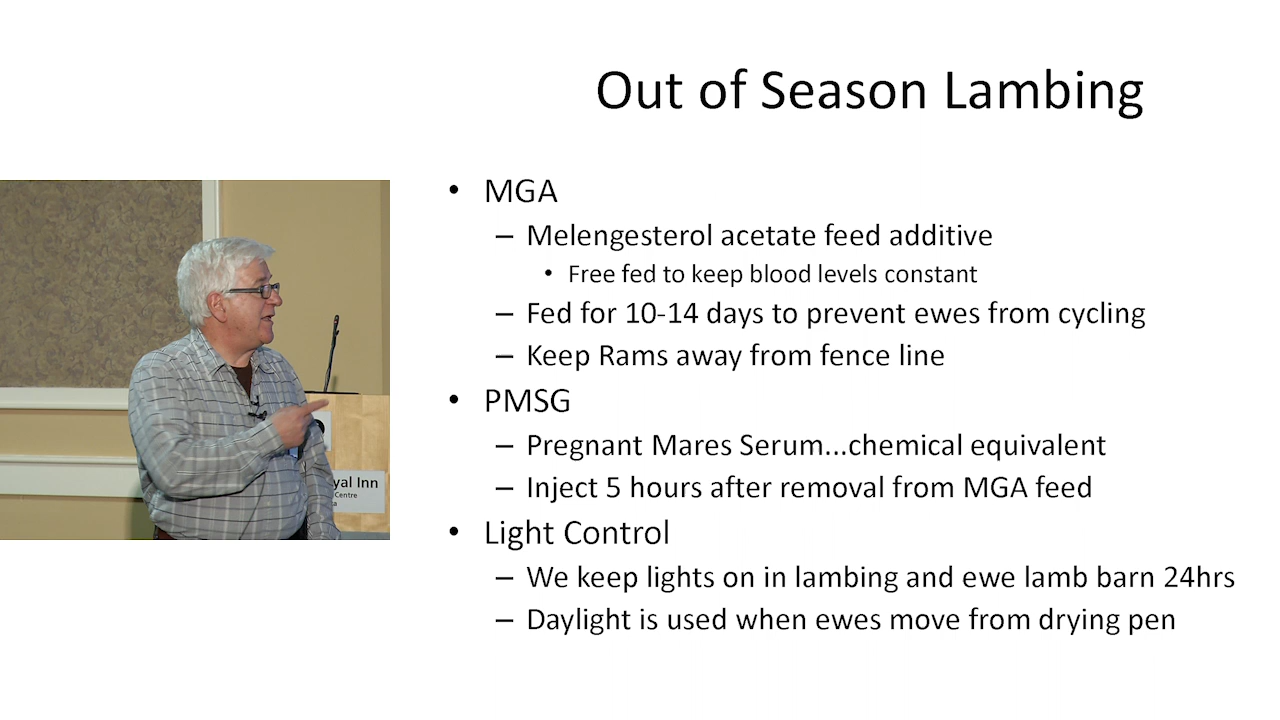 Out of Season Lambing
• MGA
– Melengesterol acetate feed additive
• Free fed to keep blood levels constant
– Fed for 10-14 days to prevent ewes from cycling
– Keep Rams away from fence line
• PMSG
– Pregnant Mares Serum...chemical equivalent
– Inject 5 hours after removal from MGA feed
• Light Control
– We keep lights on in lambing and ewe lamb barn 24hrs
– Daylight is used when ewes move from drying pen
yal Inn
Centre